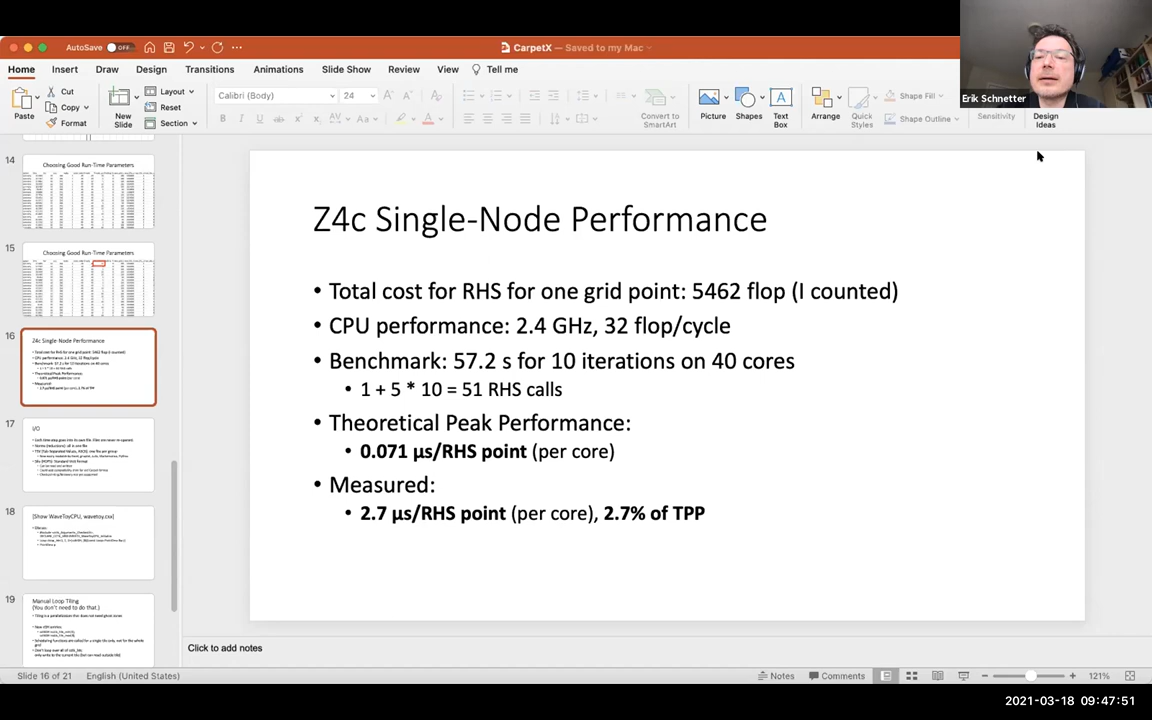 AutoSave OFF
CarpetX — Saved to my Mac
Home Insert Draw Design Transitions Animations Slide Show Review View Tell me
Paste
Cut
Copy
Format
New Slide
Layout
Reset
Section
Calibri (Body) 24
Convert to SmartArt
Picture
Shapes
Text Box
Arrange
Quick Styles
Shape Fill
Shape Outline
Sensitivity
Design Ideas
Erik Schnetter
14
Choosing Good Run-Time Parameters
15
Choosing Good Run-Time Parameters
16
Z4c Single-Node Performance
17
I/O
18
[Show WaveToyCPU, wavetoy.cxx]
19
Manual Loop Tiling
(You don't need to do that.)
Z4c Single-Node Performance
• Total cost for RHS for one grid point: 5462 flop (I counted)
• CPU performance: 2.4 GHz, 32 flop/cycle
• Benchmark: 57.2 s for 10 iterations on 40 cores
• 1 + 5 * 10 = 51 RHS calls
• Theoretical Peak Performance:
• 0.071 µs/RHS point (per core)
• Measured:
• 2.7 µs/RHS point (per core), 2.7% of TPP
Click to add notes
Slide 16 of 21 English (United States)
Notes Comments 121%
2021-03-18 09:47:51